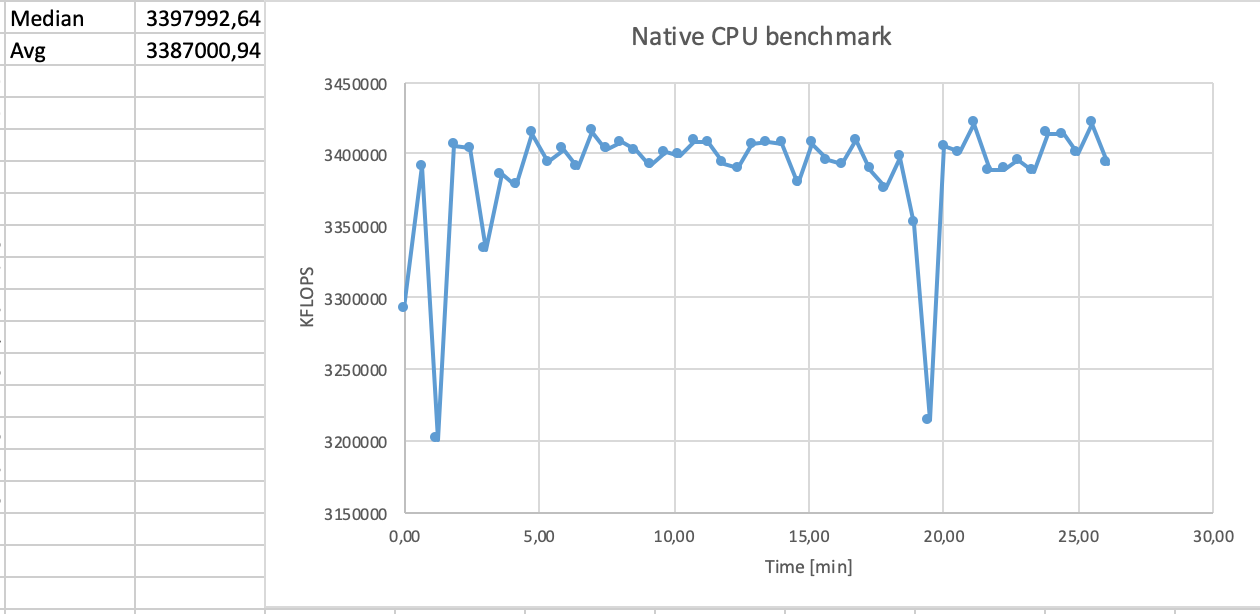 Median 3397992,64
Avg 3387000,94
Native CPU benchmark
3450000
3400000
3350000
3300000
3250000
3200000
3150000
KFLOPS
0,00 5,00 10,00 15,00 20,00 25,00 30,00
Time [min]